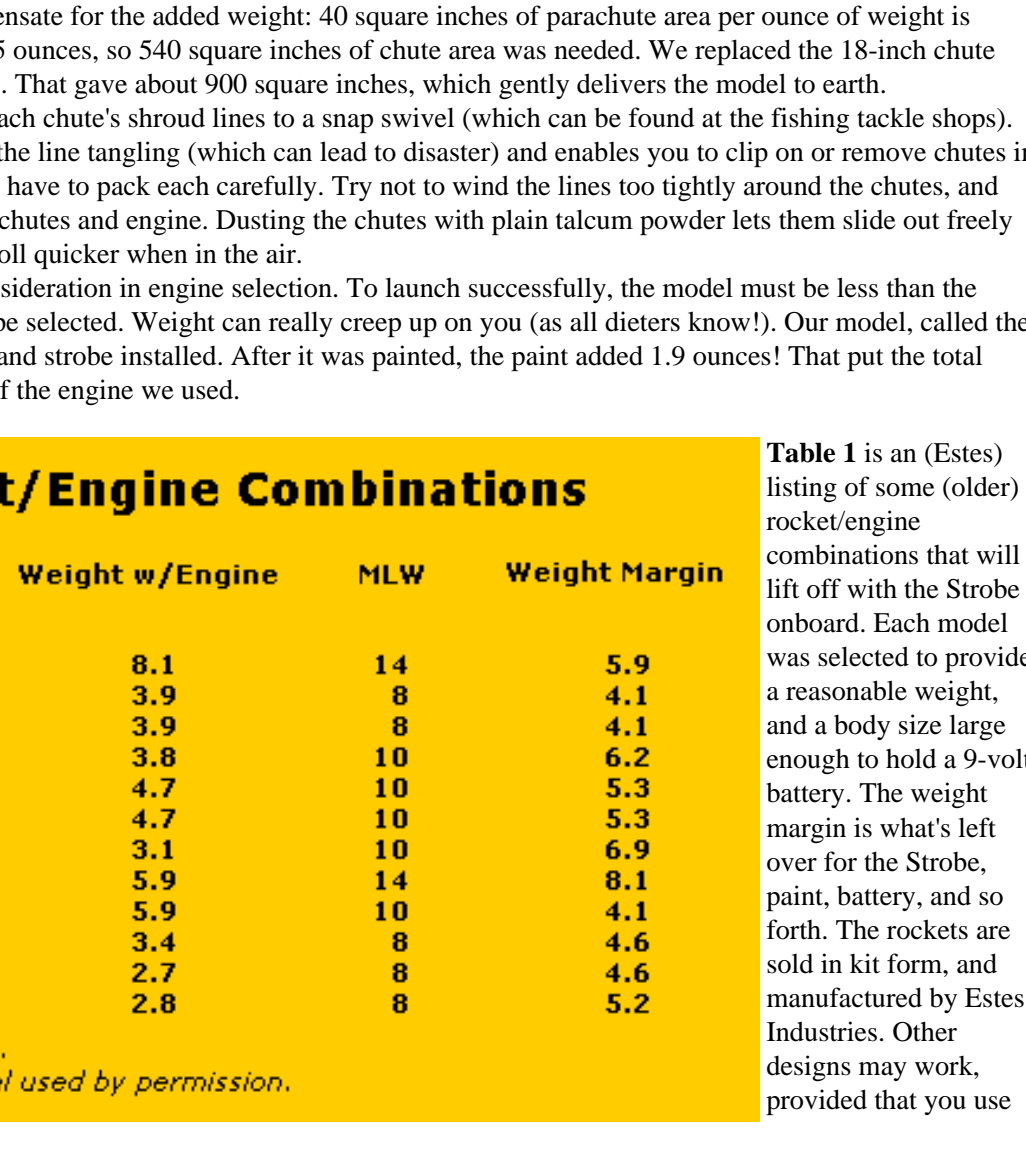 ensate for the added weight: 40 square inches of parachute area per ounce of weight is
5 ounces, so 540 square inches of chute area was needed. We replaced the 18-inch chute
. That gave about 900 square inches, which gently delivers the model to earth.
ach chute's shroud lines to a snap swivel (which can be found at the fishing tackle shops).
the line tangling (which can lead to disaster) and enables you to clip on or remove chutes in
have to pack each carefully. Try not to wind the lines too tightly around the chutes, and
chutes and engine. Dusting the chutes with plain talcum powder lets them slide out freely
oll quicker when in the air.
sideration in engine selection. To launch successfully, the model must be less than the
be selected. Weight can really creep up on you (as all dieters know!). Our model, called the
and strobe installed. After it was painted, the paint added 1.9 ounces! That put the total
f the engine we used.
t/Engine Combinations
Weight w/Engine MLW Weight Margin
8.1 14 5.9
3.9 8 4.1
3.9 8 4.1
3.8 10 6.2
4.7 10 5.3
4.7 10 5.3
3.1 10 6.9
5.9 14 8.1
5.9 10 4.1
3.4 8 4.6
2.7 8 4.6
2.8 8 5.2
.
l used by permission.
Table 1 is an (Estes)
listing of some (older)
rocket/engine
combinations that will
lift off with the Strobe
onboard. Each model
was selected to provide
a reasonable weight,
and a body size large
enough to hold a 9-volt
battery. The weight
margin is what's left
over for the Strobe,
paint, battery, and so
forth. The rockets are
sold in kit form, and
manufactured by Estes
Industries. Other
designs may work,
provided that you use